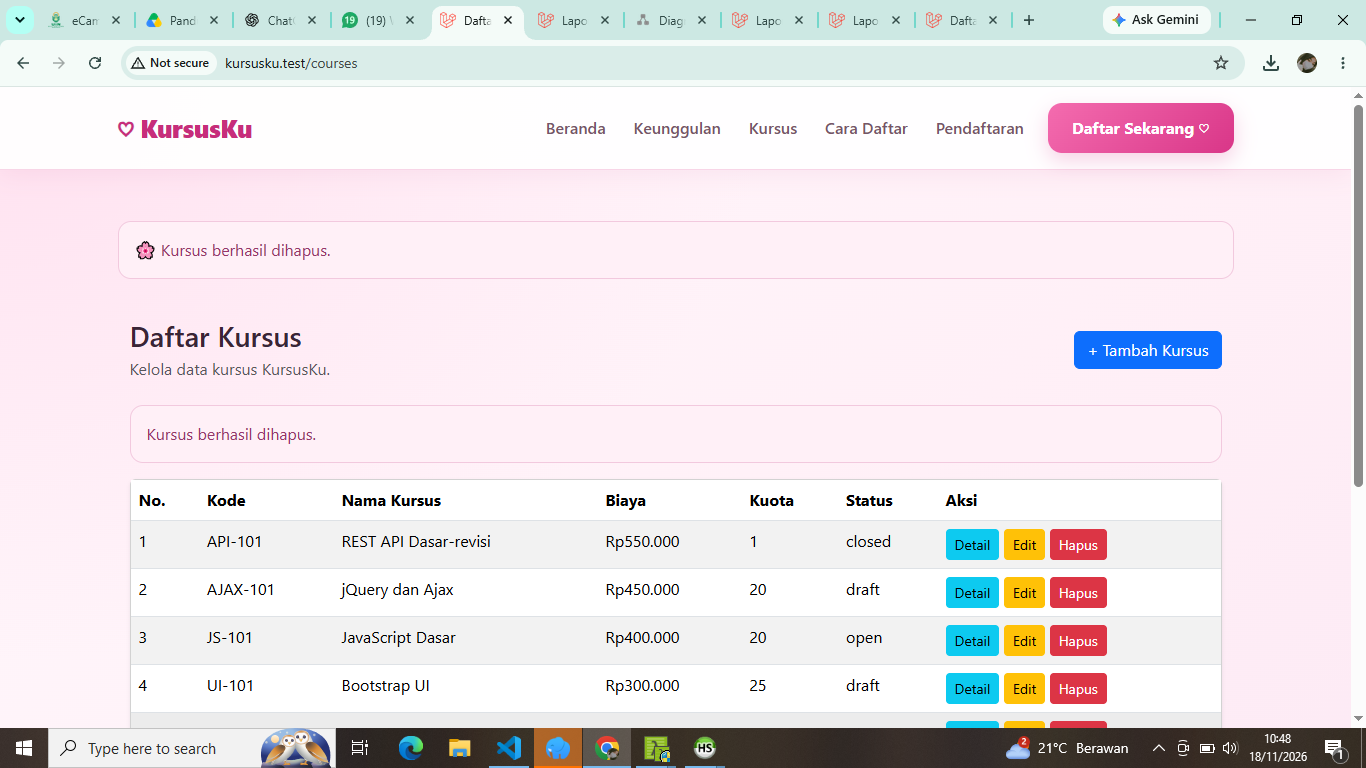 eCam
Pand
Chat
(19)
Dafta
Lapo
Diag
Lapo
Lapo
Dafta
Ask Gemini
Not secure
kursusku.test/courses
♡ KursusKu
Beranda
Keunggulan
Kursus
Cara Daftar
Pendaftaran
Daftar Sekarang ♡
🌸 Kursus berhasil dihapus.
Daftar Kursus
+ Tambah Kursus
Kelola data kursus KursusKu.
Kursus berhasil dihapus.
No. Kode Nama Kursus Biaya Kuota Status Aksi
1 API-101 REST API Dasar-revisi Rp550.000 1 closed Detail Edit Hapus
2 AJAX-101 jQuery dan Ajax Rp450.000 20 draft Detail Edit Hapus
3 JS-101 JavaScript Dasar Rp400.000 20 open Detail Edit Hapus
4 UI-101 Bootstrap UI Rp300.000 25 draft Detail Edit Hapus
Type here to search
HS
2
21°C Berawan
10:48
18/11/2026
1